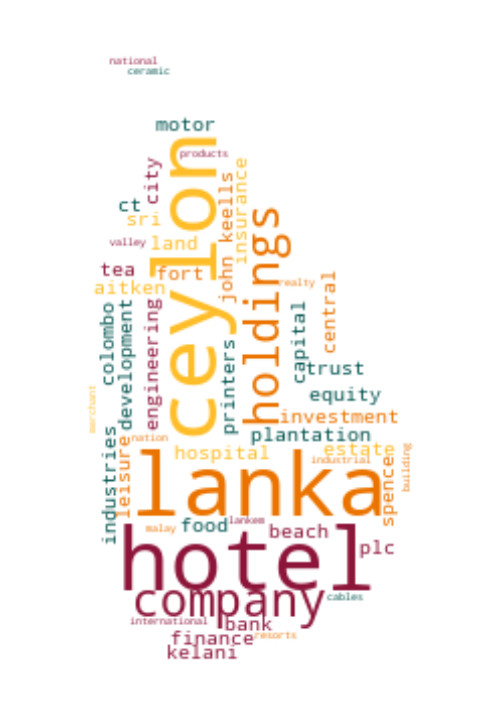 national
ceramic
motor
products
city
ceylon
insurance
ct
sri
john keells
holdings
valley
land
tea
fort
aitken
realty
central
colombo
development
engineering
capital
printers
trust
equity
merchant
investment
plantation
nation
hospital
estate
industrial
building
industries
leisure
lanka
spence
malay
food
lankem
beach
hotel
plc
company
cables
international
bank
finance
resorts
kelani